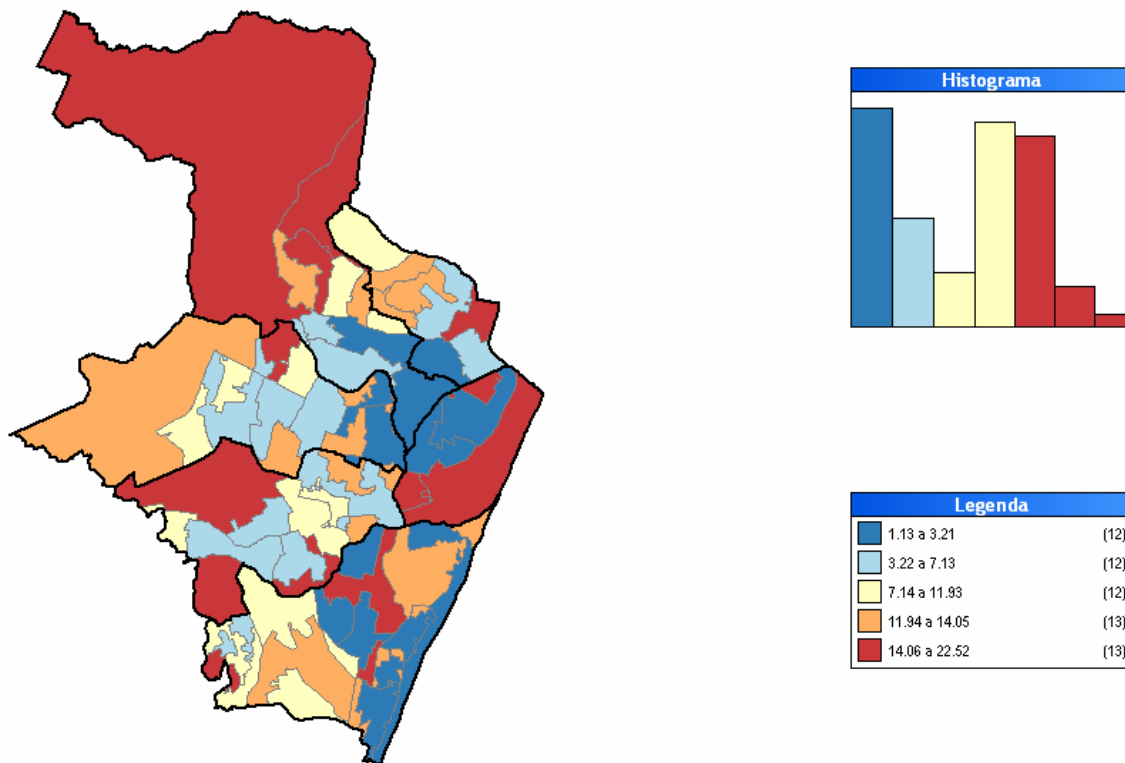 Histograma
Legenda
1.13 a 3.21 (12)
3.22 a 7.13 (12)
7.14 a 11.93 (12)
11.94 a 14.05 (13)
14.06 a 22.52 (13)